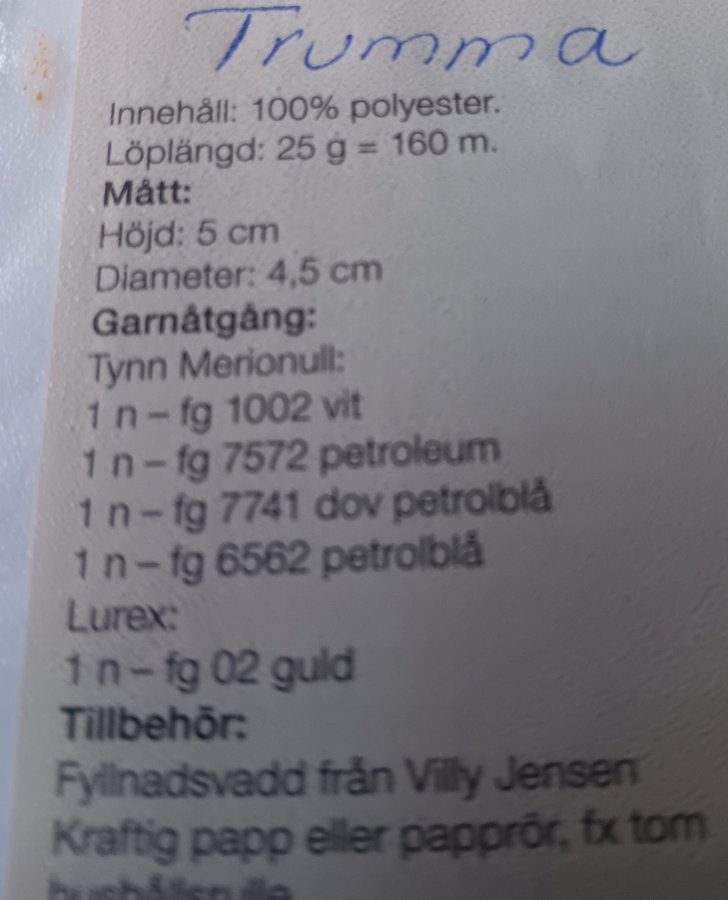 Trumma
Innehåll: 100% polyester.
Löplängd: 25 g = 160 m.
Mått:
Höjd: 5 cm
Diameter: 4,5 cm
Garnåtgång:
Tynn Merionull:
1 n – fg 1002 vit
1 n – fg 7572 petroleum
1 n – fg 7741 dov petrolblå
1 n – fg 6562 petrolblå
Lurex:
1 n – fg 02 guld
Tillbehör:
Fyllnadsvadd från Villy Jensen
Kraftig papp eller papprör, fx tom